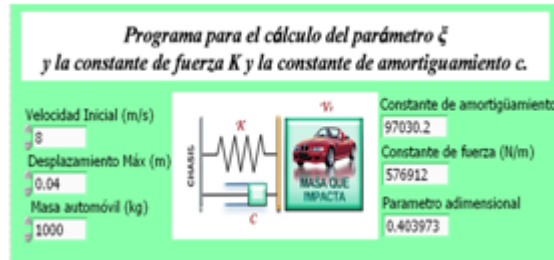 Programa para el cálculo del parámetro ξ
y la constante de fuerza K y la constante de amortiguamiento c.
Velocidad Inicial (m/s)
8
Desplazamiento Máx (m)
0.04
Masa automóvil (kg)
1000
CHASIS
K
C
V₁
MASA QUE
IMPACTA
Constante de amortigüamiento
97030.2
Constante de fuerza (N/m)
576912
Parametro adimensional
0.403973